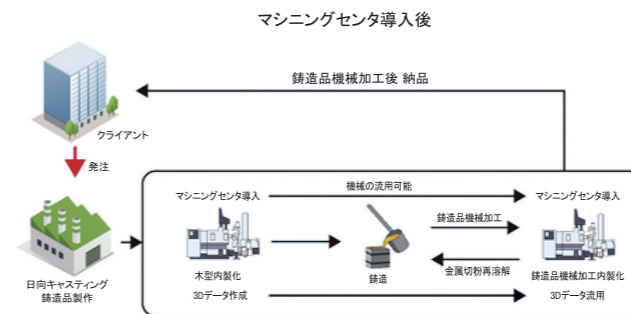 マシニングセンタ導入後
鋳造品機械加工後 納品
クライアント
発注
マシニングセンタ導入
機械の流用可能
マシニングセンタ導入
鋳造品機械加工
日向キャスティング
鋳造品製作
木型内製化
鋳造
金属切粉再溶解
鋳造品機械加工内製化
3Dデータ作成
3Dデータ流用